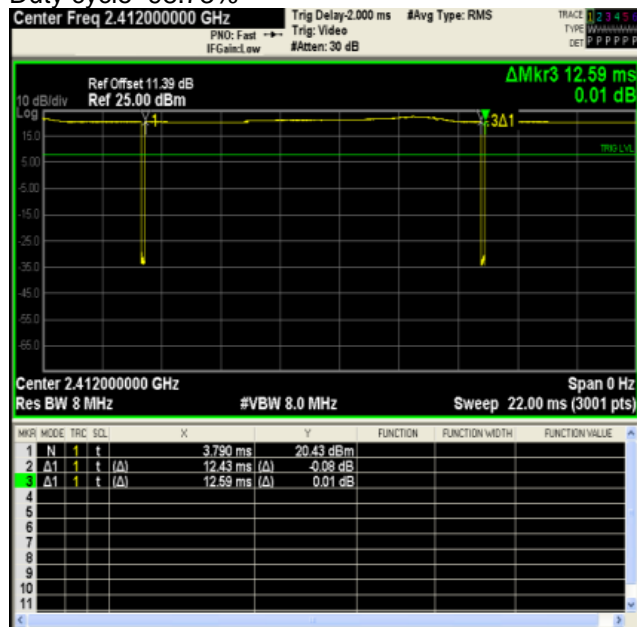 Center Freq 2.412000000 GHz
PNO: Fast
IFGain:Low
Trig Delay-2.000 ms
Trig: Video
#Atten: 30 dB
#Avg Type: RMS
TRACE 1 2 3 4 5 6
TYPE
DET P P P P P P
ΔMkr3 12.59 ms
0.01 dB
Ref Offset 11.39 dB
10 dB/div Ref 25.00 dBm
Log
1
3Δ1
15.0
TRIG LVL
5.00
-5.00
-15.0
-25.0
-35.0
-45.0
-55.0
-65.0
Center 2.412000000 GHz Span 0 Hz
Res BW 8 MHz #VBW 8.0 MHz Sweep 22.00 ms (3001 pts)
MKR MODE TRC SCL X Y FUNCTION FUNCTION WIDTH FUNCTION VALUE
1 N 1 t 3.790 ms 20.43 dBm
2 Δ1 1 t (Δ) 12.43 ms (Δ) -0.08 dB
3 Δ1 1 t (Δ) 12.59 ms (Δ) 0.01 dB
4
5
6
7
8
9
10
11